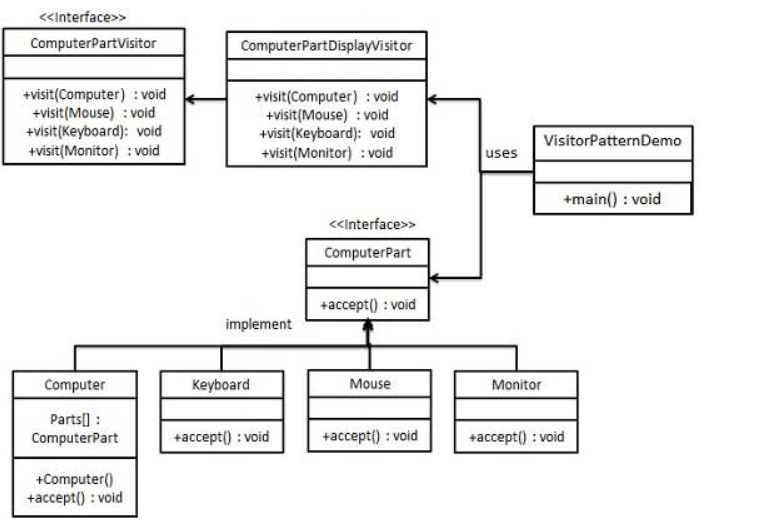 <<Interface>>
ComputerPartVisitor
+visit(Computer) : void
+visit(Mouse) : void
+visit(Keyboard): void
+visit(Monitor) : void
ComputerPartDisplayVisitor
+visit(Computer) : void
+visit(Mouse) : void
+visit(Keyboard): void
+visit(Monitor) : void
uses
VisitorPatternDemo
+main() : void
<<Interface>>
ComputerPart
+accept() : void
implement
Computer
Parts[] :
ComputerPart
+Computer()
+accept() : void
Keyboard
+accept() : void
Mouse
+accept() : void
Monitor
+accept() : void